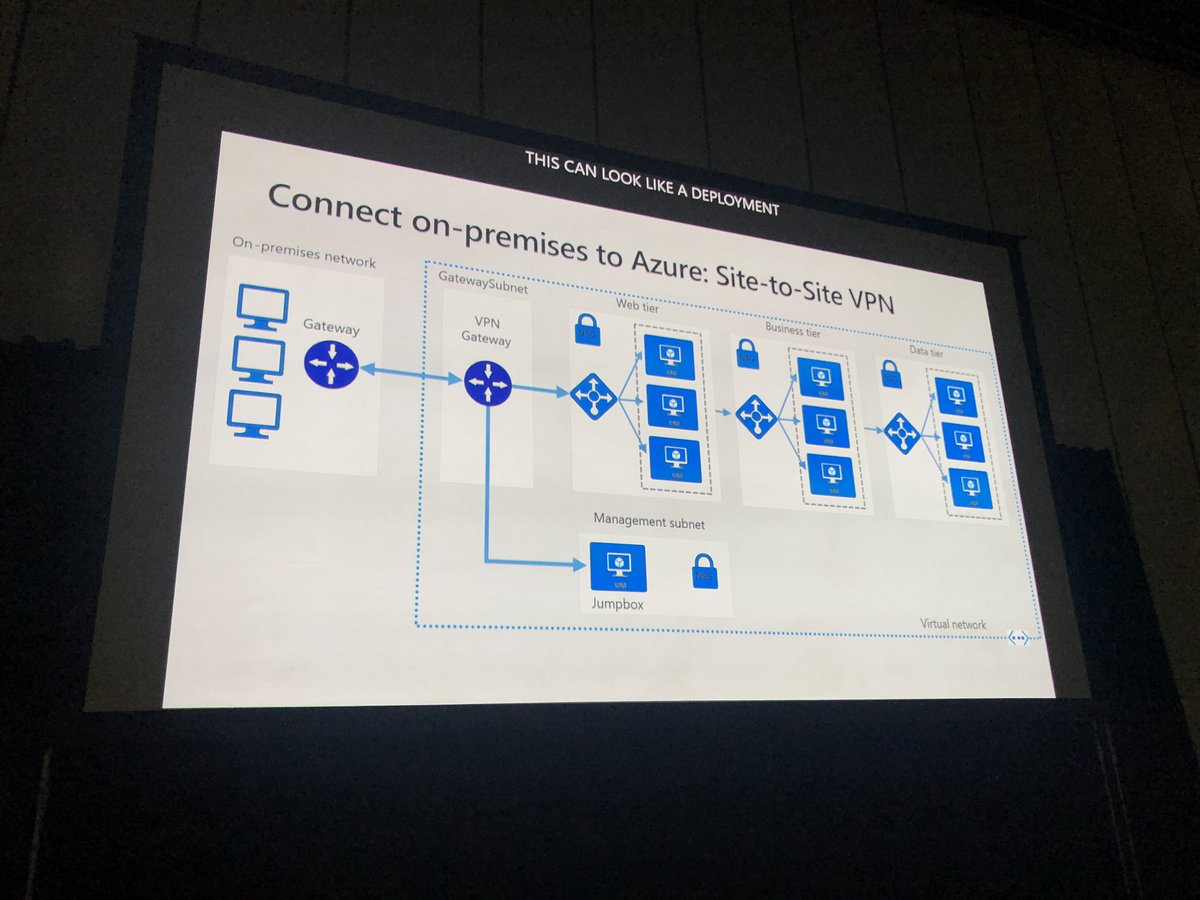 THIS CAN LOOK LIKE A DEPLOYMENT
Connect on-premises to Azure: Site-to-Site VPN
On-premises network
Gateway
GatewaySubnet
VPN
Gateway
Web tier
NSG
VM
VM
VM
Business tier
NSG
VM
VM
VM
Data tier
VM
VM
VM
Management subnet
VM
NSG
Jumpbox
Virtual network